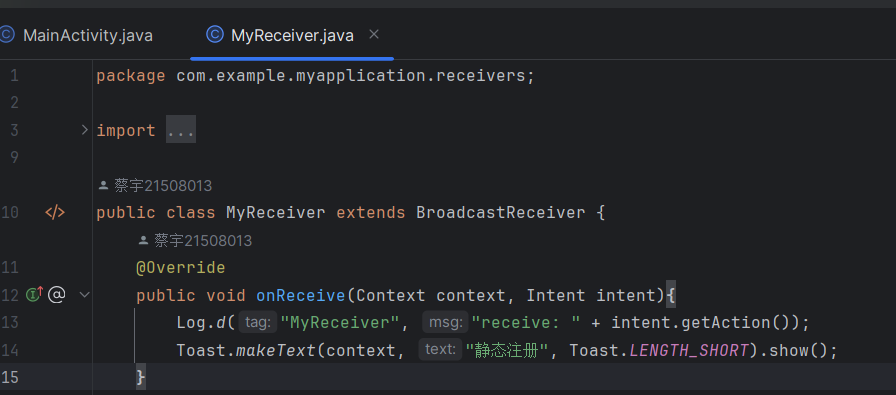 MainActivity.java MyReceiver.java
1 package com.example.myapplication.receivers;
2
3 import ...
9
蔡宇21508013
10 public class MyReceiver extends BroadcastReceiver {
蔡宇21508013
11 @Override
12 public void onReceive(Context context, Intent intent){
13 Log.d( tag: "MyReceiver", msg: "receive: " + intent.getAction());
14 Toast.makeText(context, text: "静态注册", Toast.LENGTH_SHORT).show();
15 }